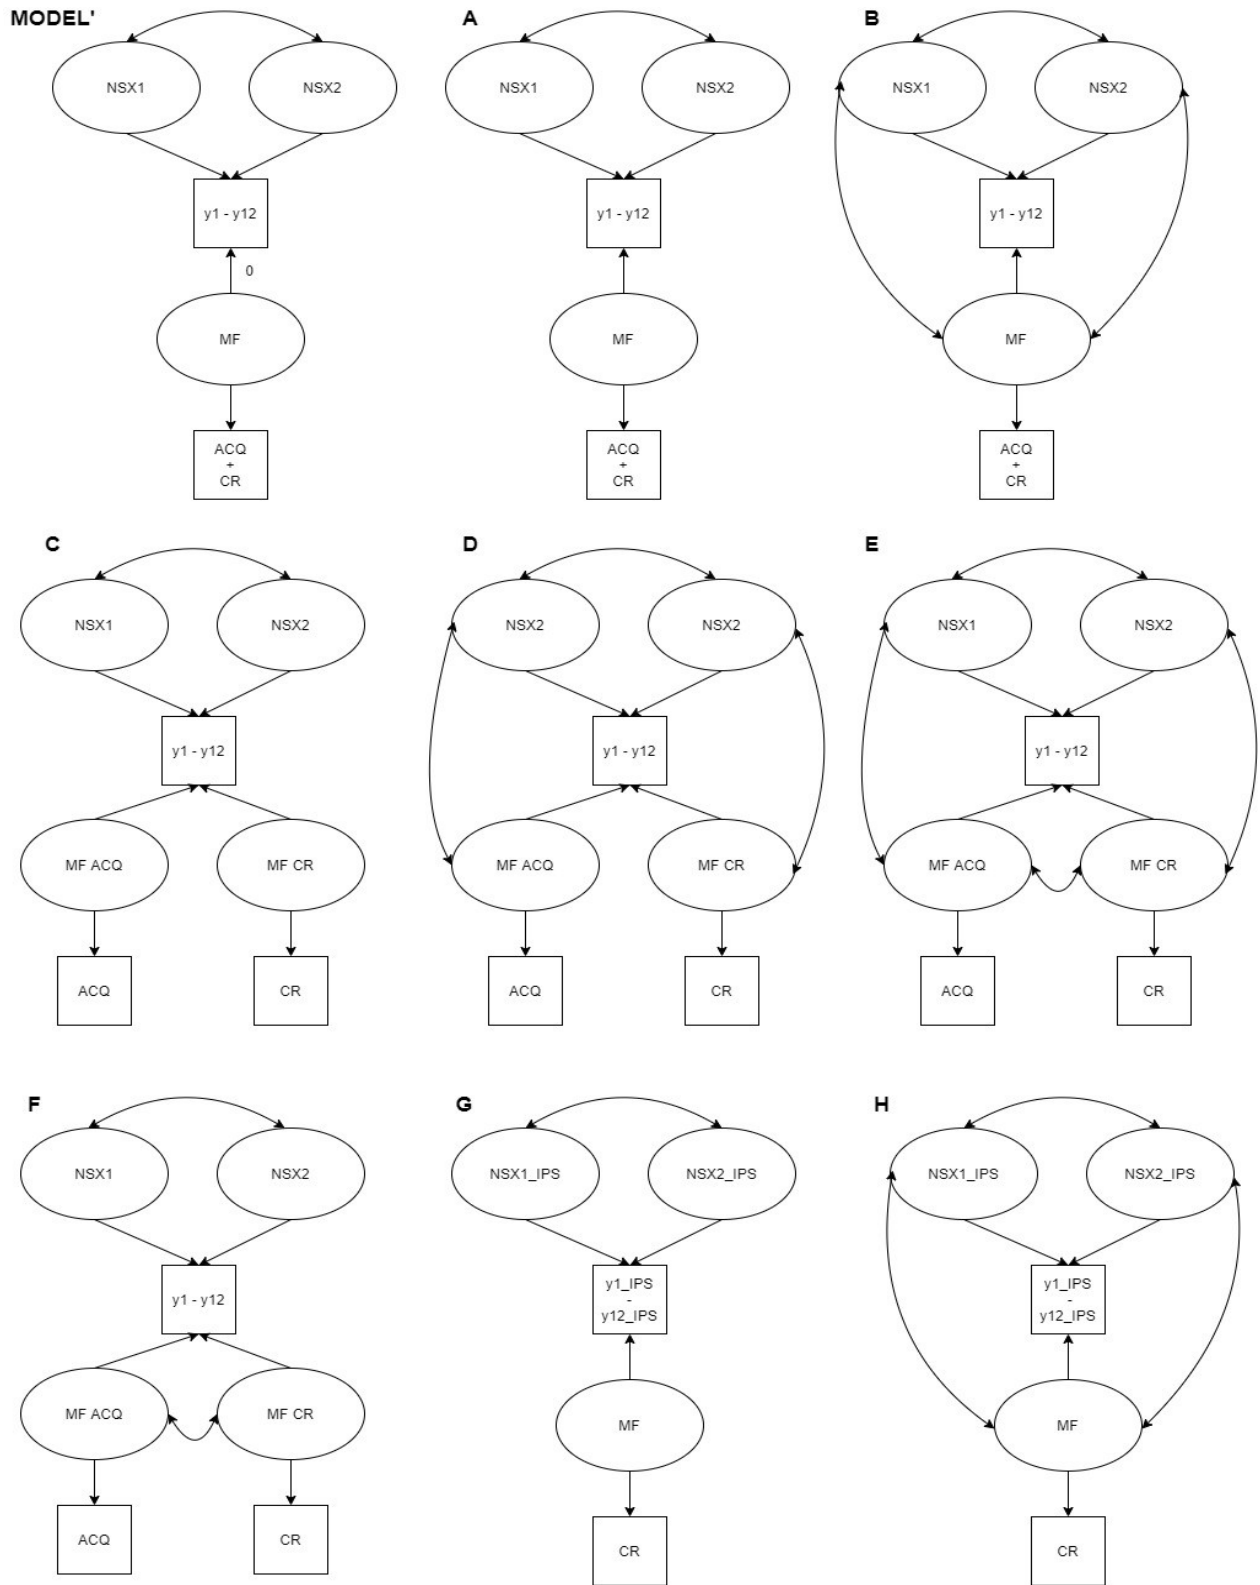 MODEL'
A
B
NSX1
NSX2
NSX1
NSX2
NSX1
NSX2
y1 - y12
y1 - y12
y1 - y12
0
MF
MF
MF
ACQ
+
CR
ACQ
+
CR
ACQ
+
CR
C
D
E
NSX1
NSX2
NSX2
NSX2
NSX1
NSX2
y1 - y12
y1 - y12
y1 - y12
MF ACQ
MF CR
MF ACQ
MF CR
MF ACQ
MF CR
ACQ
CR
ACQ
CR
ACQ
CR
F
G
H
NSX1
NSX2
NSX1_IPS
NSX2_IPS
NSX1_IPS
NSX2_IPS
y1 - y12
y1_IPS
-
y12_IPS
y1_IPS
-
y12_IPS
MF ACQ
MF CR
MF
MF
ACQ
CR
CR
CR